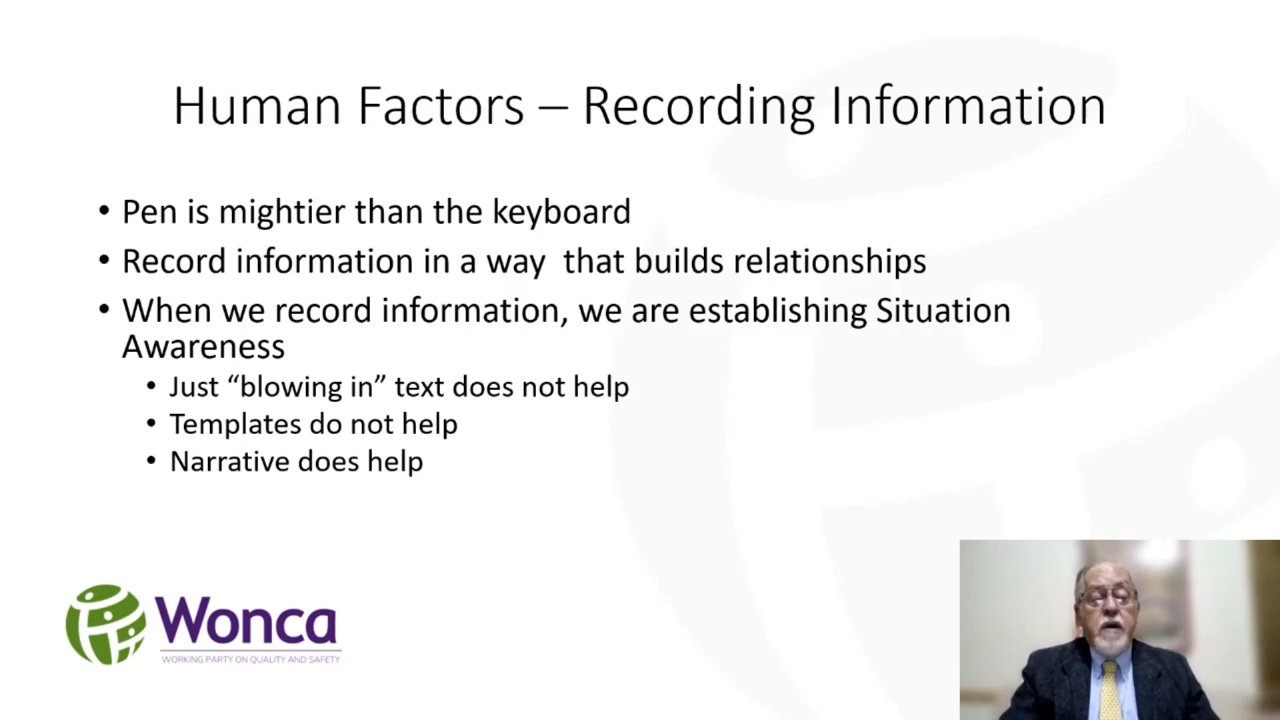 Human Factors – Recording Information
• Pen is mightier than the keyboard
• Record information in a way  that builds relationships
• When we record information, we are establishing Situation
Awareness
• Just “blowing in” text does not help
• Templates do not help
• Narrative does help
Wonca
WORKING PARTY ON QUALITY AND SAFETY